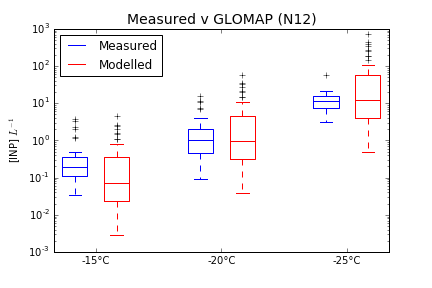 Measured v GLOMAP (N12)
Measured
Modelled
[INP] L⁻¹
10³
10²
10¹
10⁰
10⁻¹
10⁻²
10⁻³
-15°C
-20°C
-25°C